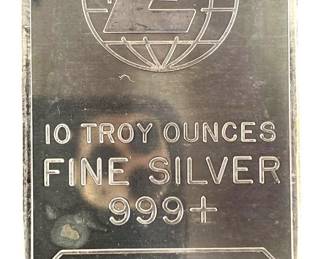 10 TROY OUNCES
FINE SILVER
999+